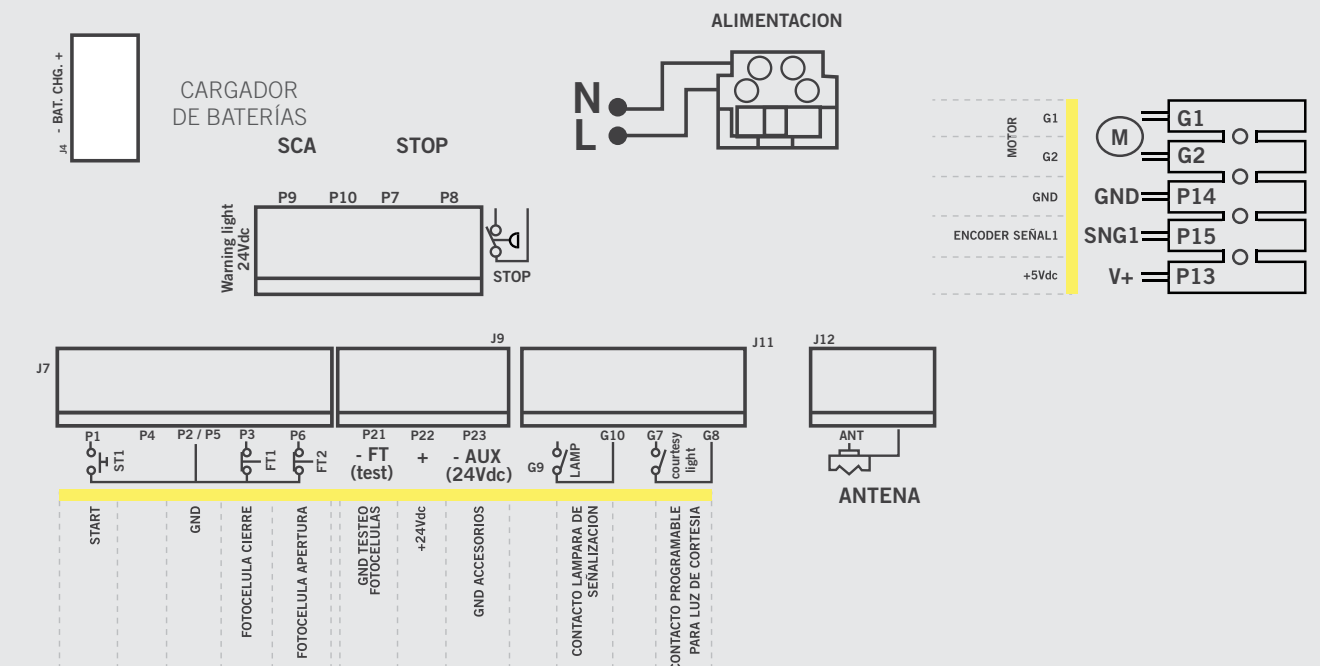 ALIMENTACION
- BAT. CHG. +
J4
CARGADOR
DE BATERÍAS
SCA
STOP
N
L
P9
P10
P7
P8
Warning light
24Vdc
STOP
MOTOR
G1
G2
GND
ENCODER SEÑAL1
+5Vdc
M
GND
SNG1
V+
G1
G2
P14
P15
P13
J7
J9
J11
J12
P1
P4
P2 / P5
P3
P6
P21
P22
P23
G10
G7
G8
ANT
ST1
FT1
FT2
- FT
(test)
+
- AUX
(24Vdc)
G9
LAMP
courtesy
light
ANTENA
START
GND
FOTOCELULA CIERRE
FOTOCELULA APERTURA
GND TESTEO
FOTOCELULAS
+24Vdc
GND ACCESORIOS
CONTACTO LAMPARA DE
SEÑALIZACION
CONTACTO PROGRAMABLE
PARA LUZ DE CORTESIA